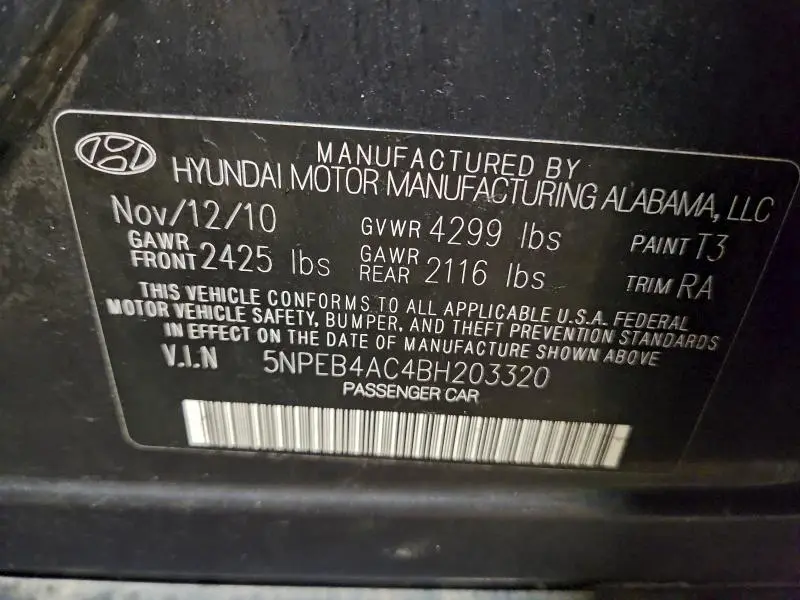 MANUFACTURED BY
HYUNDAI MOTOR MANUFACTURING ALABAMA, LLC
Nov/12/10 GVWR 4299 lbs PAINT T3
GAWR FRONT 2425 lbs GAWR REAR 2116 lbs TRIM RA
THIS VEHICLE CONFORMS TO ALL APPLICABLE U.S.A. FEDERAL
MOTOR VEHICLE SAFETY, BUMPER, AND THEFT PREVENTION STANDARDS
IN EFFECT ON THE DATE OF MANUFACTURE SHOWN ABOVE
V.I.N 5NPEB4AC4BH203320
PASSENGER CAR